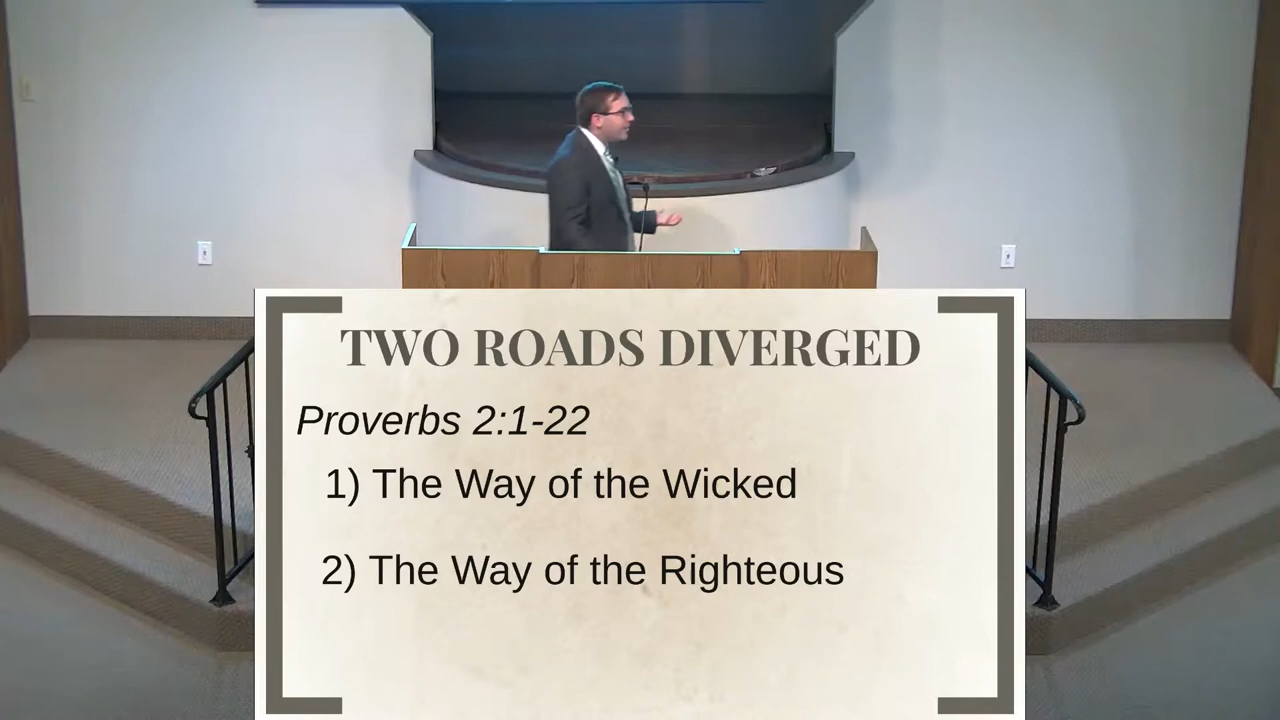 TWO ROADS DIVERGED
Proverbs 2:1-22
1) The Way of the Wicked
2) The Way of the Righteous